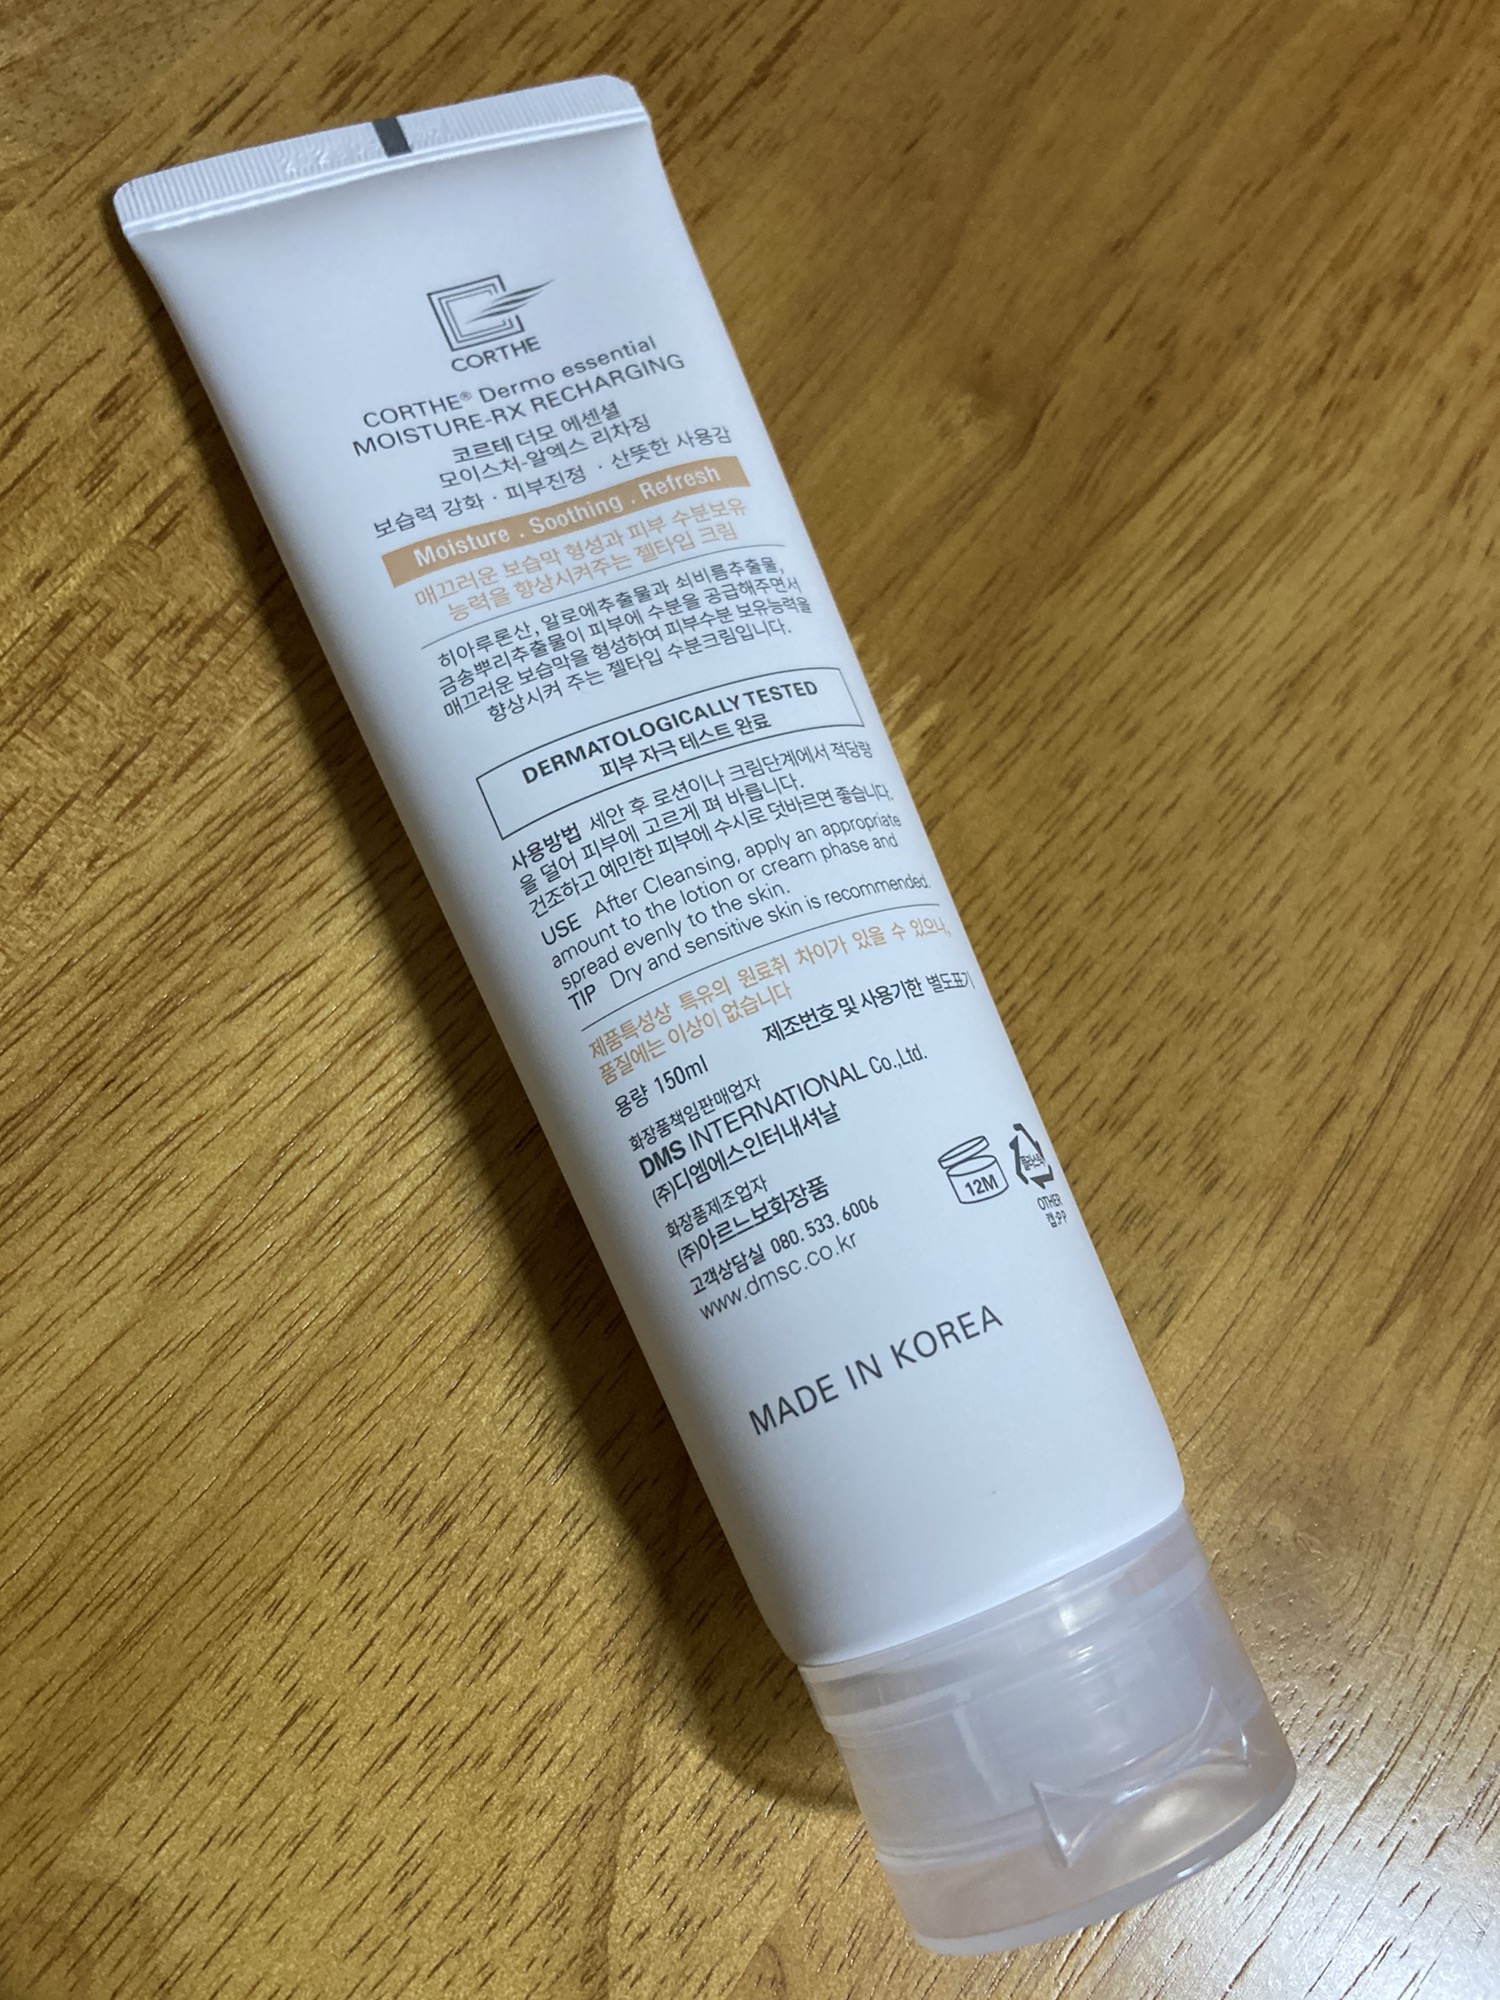 CORTHE
CORTHE® Dermo essential
MOISTURE-RX RECHARGING
코르테 더모 에센셜
모이스처-알엑스 리차징
보습력 강화 · 피부진정 · 산뜻한 사용감
Moisture . Soothing . Refresh
매끄러운 보습막 형성과 피부 수분보유
능력을 향상시켜주는 젤타입 크림
히아루론산, 알로에추출물과 쇠비름추출물,
금송뿌리추출물이 피부에 수분을 공급해주면서
매끄러운 보습막을 형성하여 피부수분 보유능력을
향상시켜 주는 젤타입 수분크림입니다.
DERMATOLOGICALLY TESTED
피부 자극 테스트 완료
사용방법 세안 후 로션이나 크림단계에서 적당량
을 덜어 피부에 고르게 펴 바릅니다.
건조하고 예민한 피부에 수시로 덧바르면 좋습니다.
USE After Cleansing, apply an appropriate
amount to the lotion or cream phase and
spread evenly to the skin.
TIP Dry and sensitive skin is recommended.
제품특성상 특유의 원료취 차이가 있을 수 있으나,
품질에는 이상이 없습니다
용량 150ml 제조번호 및 사용기한 별도표기
화장품책임판매업자
DMS INTERNATIONAL Co.,Ltd.
(주)디엠에스인터내셔날
화장품제조업자
(주)아르느보화장품
고객상담실 080.533.6006
www.dmsc.co.kr
12M
플라스틱
OTHER
캡:PP
MADE IN KOREA